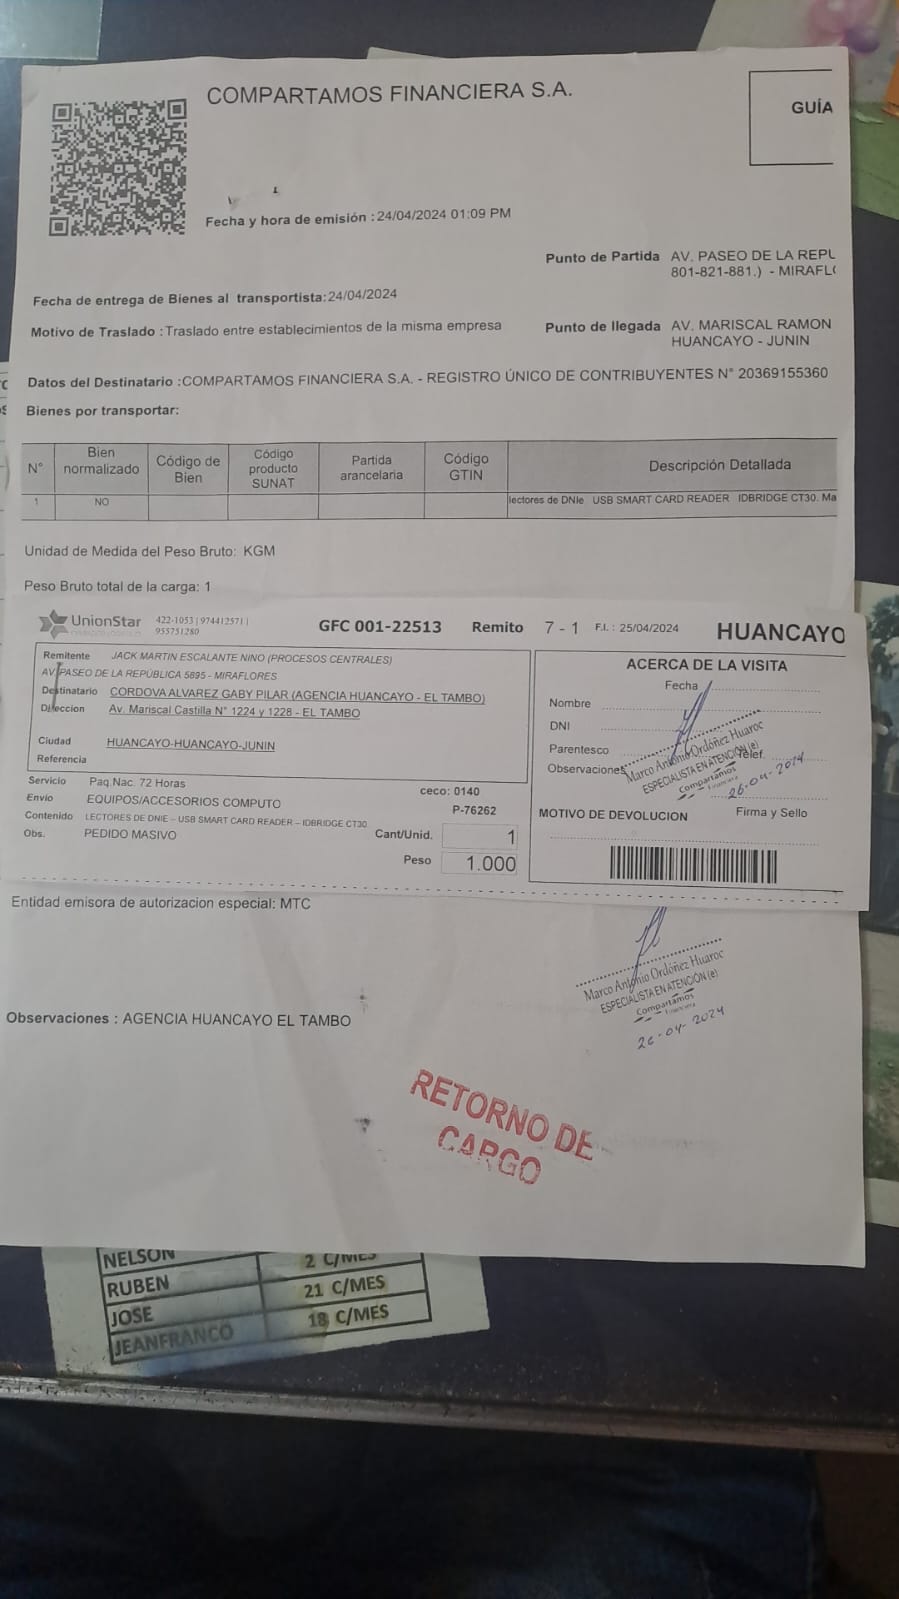 COMPARTAMOS FINANCIERA S.A.
GUÍA
Fecha y hora de emisión : 24/04/2024 01:09 PM
Punto de Partida AV. PASEO DE LA REPU
801-821-881.) - MIRAFLO
Fecha de entrega de Bienes al transportista: 24/04/2024
Motivo de Traslado : Traslado entre establecimientos de la misma empresa
Punto de llegada AV. MARISCAL RAMON
HUANCAYO - JUNIN
Datos del Destinatario : COMPARTAMOS FINANCIERA S.A. - REGISTRO ÚNICO DE CONTRIBUYENTES N° 20369155360
Bienes por transportar:
N° Bien normalizado Código de Bien Código producto SUNAT Partida arancelaria Código GTIN Descripción Detallada
1 NO lectores de DNIe USB SMART CARD READER IDBRIDGE CT30. Ma
Unidad de Medida del Peso Bruto: KGM
Peso Bruto total de la carga: 1
UnionStar 422-1053 | 974412571 |
955751280
GFC 001-22513 Remito 7 - 1 F.I. : 25/04/2024 HUANCAYO
Remitente JACK MARTIN ESCALANTE NINO (PROCESOS CENTRALES)
AV. PASEO DE LA REPÚBLICA 5895 - MIRAFLORES
Destinatario CORDOVA ALVAREZ GABY PILAR (AGENCIA HUANCAYO - EL TAMBO)
Direccion Av. Mariscal Castilla N° 1224 y 1228 - EL TAMBO
Ciudad HUANCAYO-HUANCAYO-JUNIN
Referencia
Servicio Paq.Nac. 72 Horas
ceco: 0140
Envio EQUIPOS/ACCESORIOS COMPUTO
P-76262
Contenido LECTORES DE DNIE – USB SMART CARD READER – IDBRIDGE CT30
Obs. PEDIDO MASIVO
Cant/Unid. 1
Peso 1.000
ACERCA DE LA VISITA
Fecha
Nombre
DNI
Parentesco
Telef.
Observaciones
Marco Antonio Ordóñez Huaroc
ESPECIALISTA EN ATENCIÓN (e)
Compartamos
Financiera
26-04-2024
MOTIVO DE DEVOLUCION
Firma y Sello
Entidad emisora de autorizacion especial: MTC
Marco Antonio Ordóñez Huaroc
ESPECIALISTA EN ATENCIÓN (e)
Compartamos
Financiera
26-04-2024
Observaciones : AGENCIA HUANCAYO EL TAMBO
RETORNO DE
CARGO
NELSON 2 C/MES
RUBEN 21 C/MES
JOSE 18 C/MES
JEANFRANCO